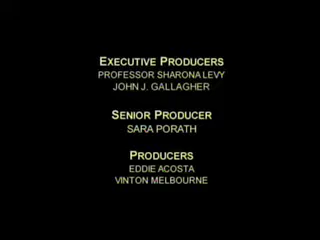 EXECUTIVE PRODUCERS
PROFESSOR SHARONA LEVY
JOHN J. GALLAGHER
SENIOR PRODUCER
SARA PORATH
PRODUCERS
EDDIE ACOSTA
VINTON MELBOURNE